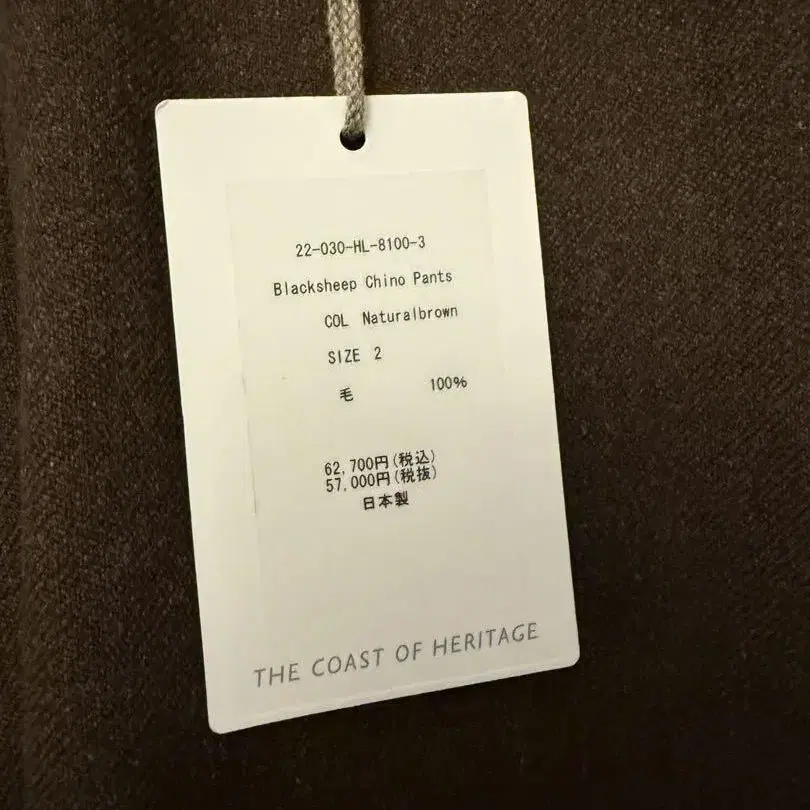 22-030-HL-8100-3
Blacksheep Chino Pants
COL Naturalbrown
SIZE 2
毛 100%
62,700円(税込)
57,000円(税抜)
日本製
THE COAST OF HERITAGE